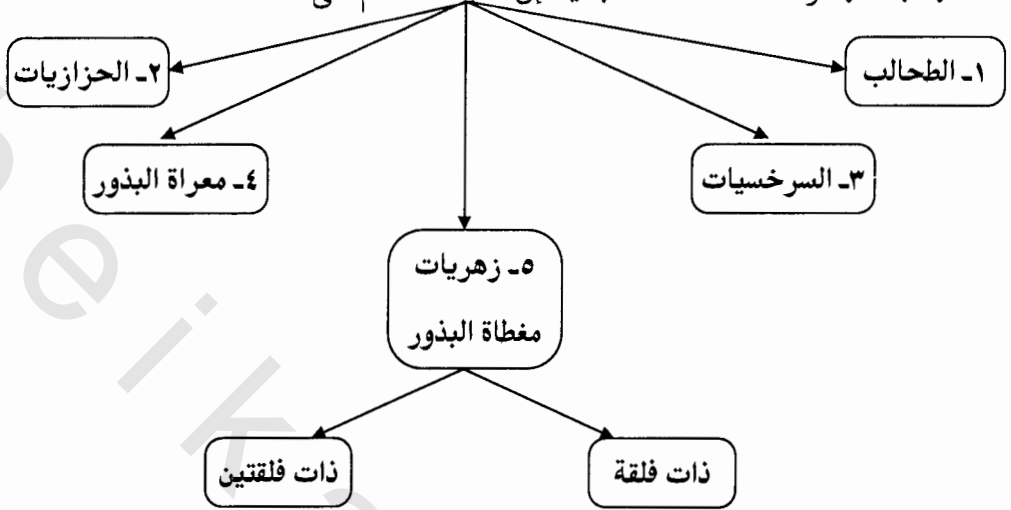 ١ـ الطحالب
٢ـ الحزازيات
٣ـ السرخسيات
٤ـ معراة البذور
٥ـ زهريات
مغطاة البذور
ذات فلقة
ذات فلقتين
e i k